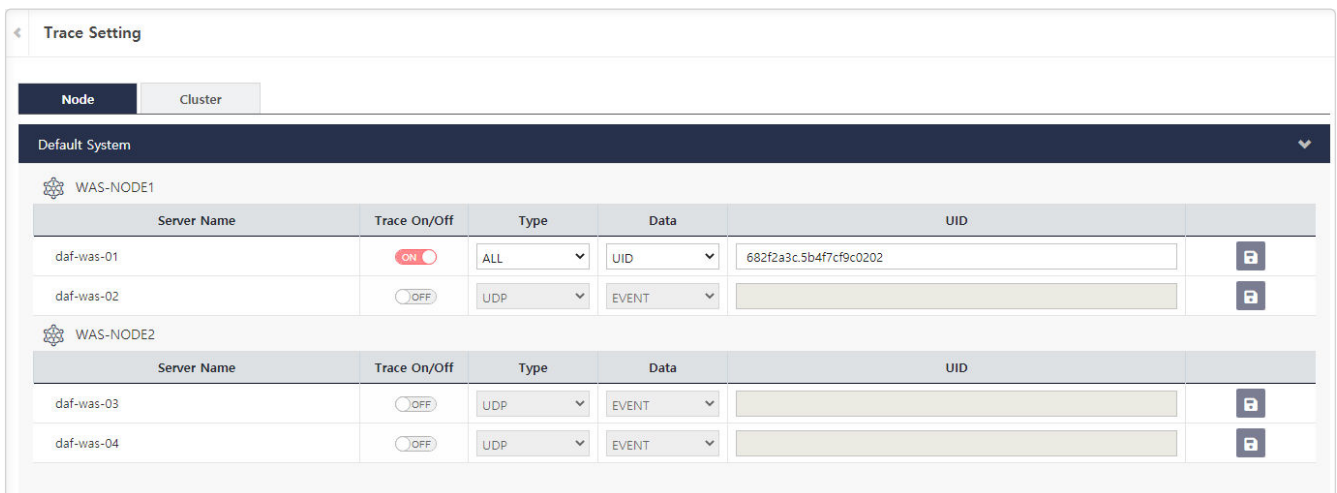 Trace Setting
Node Cluster
Default System
WAS-NODE1
Server Name Trace On/Off Type Data UID
daf-was-01 ON ALL UID 682f2a3c.5b4f7cf9c0202
daf-was-02 OFF UDP EVENT
WAS-NODE2
Server Name Trace On/Off Type Data UID
daf-was-03 OFF UDP EVENT
daf-was-04 OFF UDP EVENT